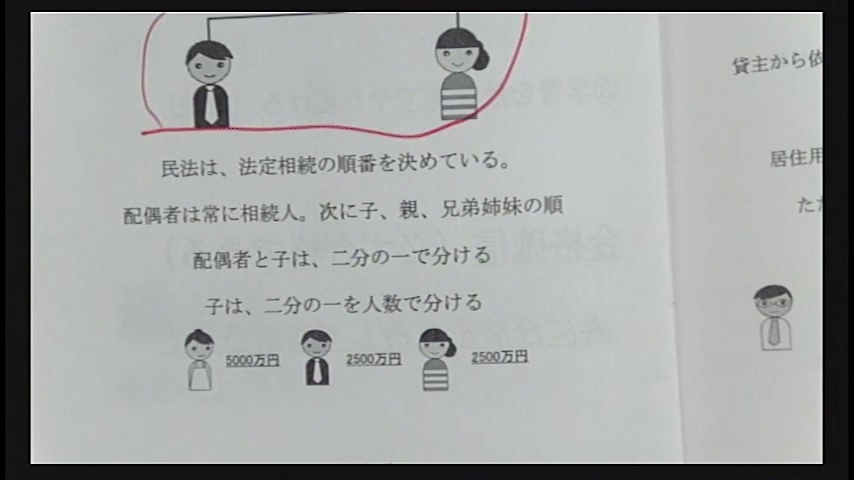 民法は、法定相続の順番を決めている。
配偶者は常に相続人。次に子、親、兄弟姉妹の順
配偶者と子は、二分の一で分ける
子は、二分の一を人数で分ける
5000万円 2500万円 2500万円
貸主から依
居住用
ただ